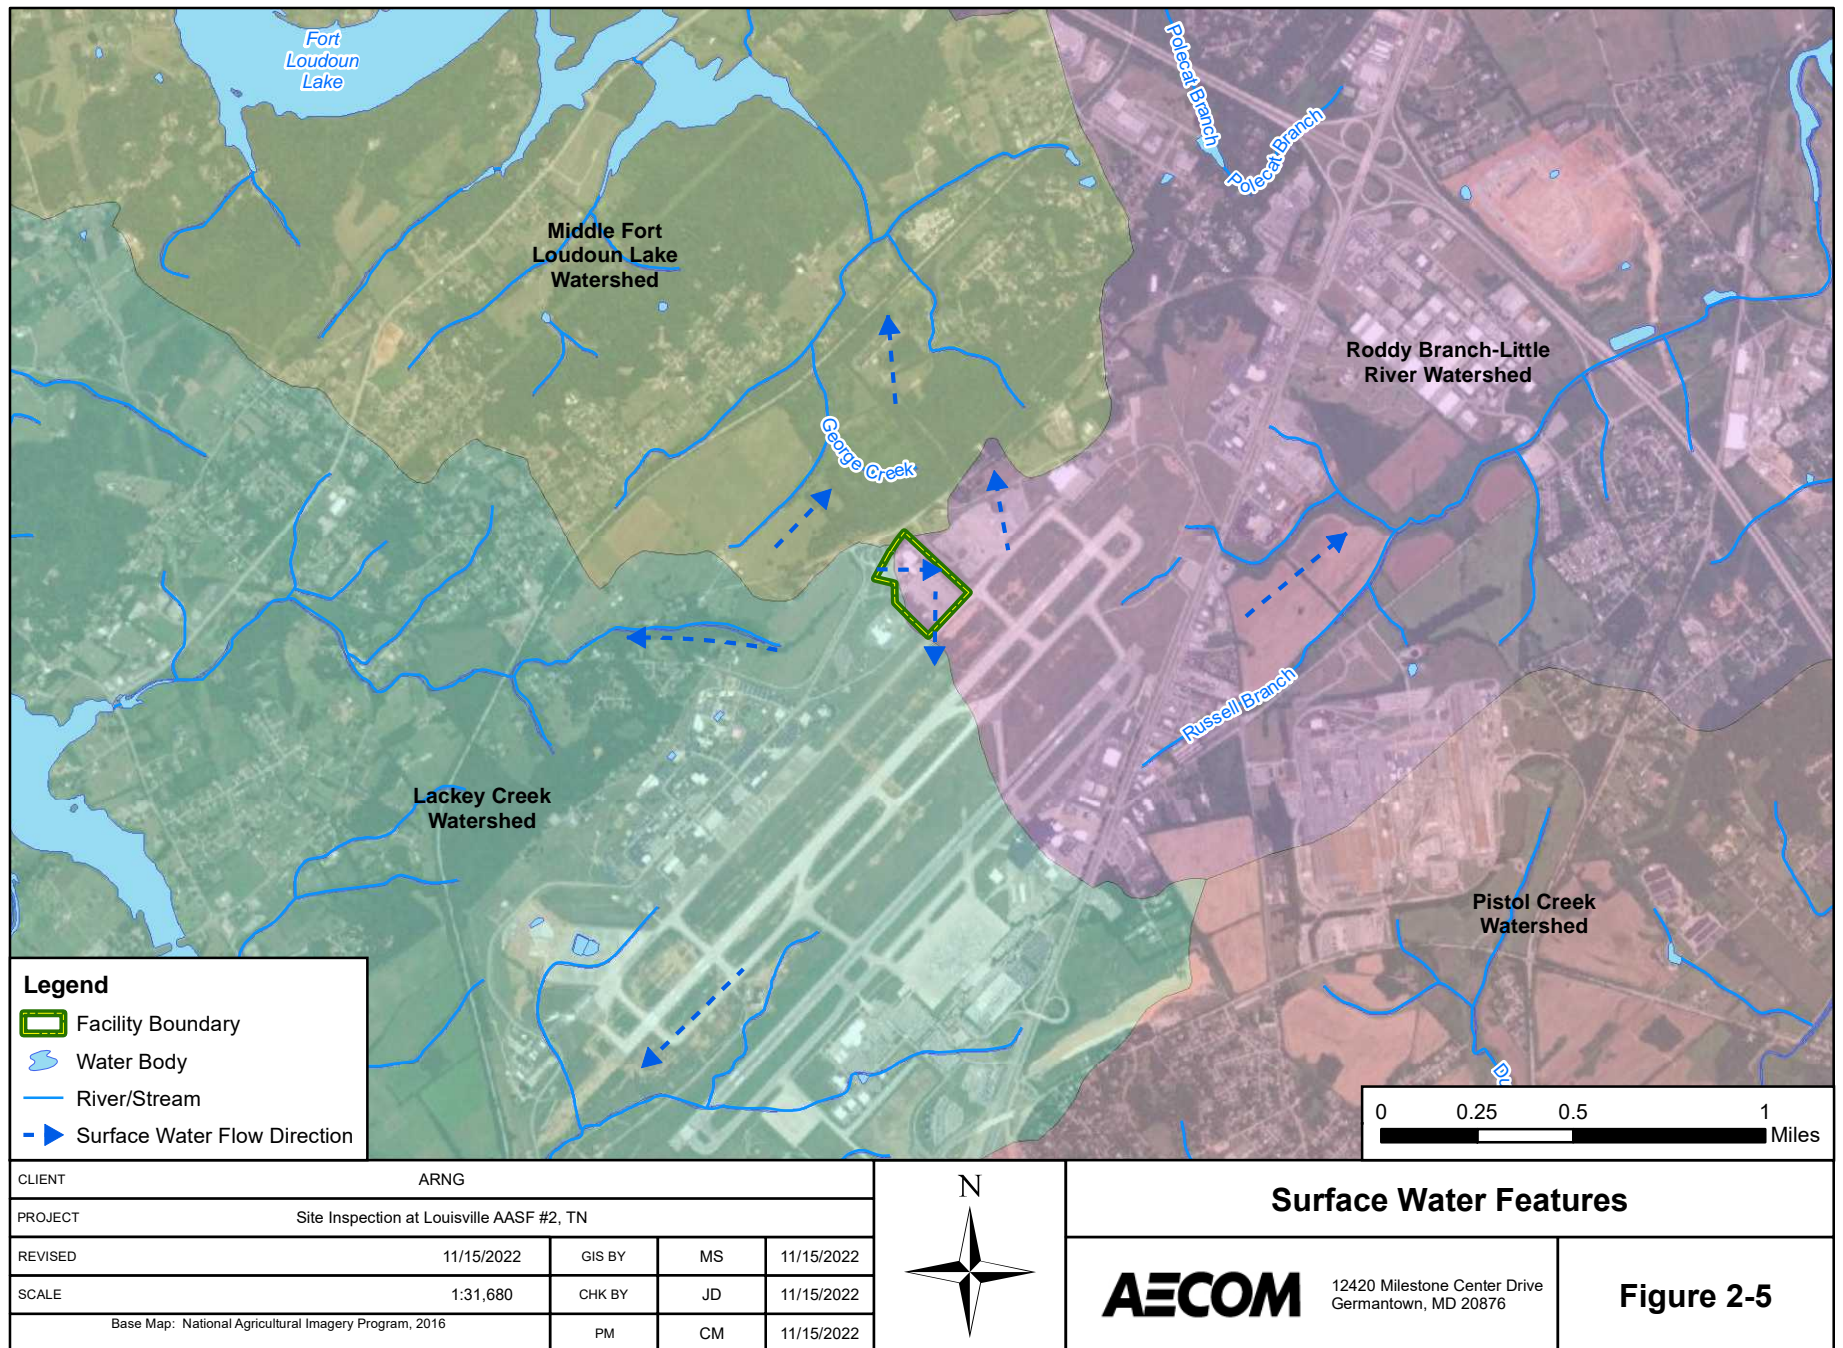 Fort
Loudoun
Lake
Polecat Branch
Polecat Branch
Middle Fort
Loudoun Lake
Watershed
Roddy Branch-Little
River Watershed
George Creek
Russell Branch
Lackey Creek
Watershed
Pistol Creek
Watershed
Du
Legend
Facility Boundary
Water Body
River/Stream
Surface Water Flow Direction
0 0.25 0.5 1
Miles
CLIENT ARNG
PROJECT Site Inspection at Louisville AASF #2, TN
REVISED 11/15/2022 GIS BY MS 11/15/2022
SCALE 1:31,680 CHK BY JD 11/15/2022
Base Map: National Agricultural Imagery Program, 2016
PM CM 11/15/2022
N
Surface Water Features
AECOM
12420 Milestone Center Drive
Germantown, MD 20876
Figure 2-5